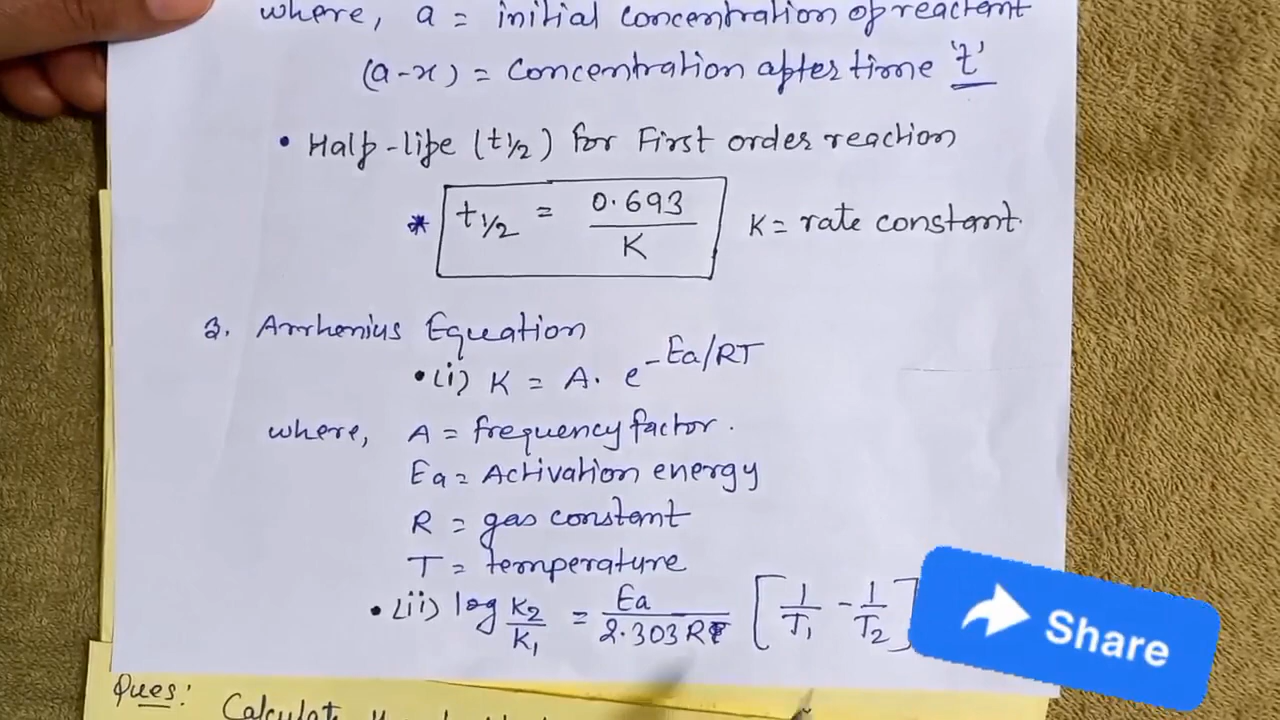 where, a = initial concentration of reactant
(a-x) = Concentration after time 't'
• Half-life (t1/2) for First order reaction
* t1/2 = 0.693/K K = rate constant.
3. Arrhenius Equation
• (i) K = A. e^-Ea/RT
where, A = frequency factor.
Ea = Activation energy
R = gas constant
T = temperature
• (ii) log K2/K1 = Ea/2.303R [1/T1 - 1/T2]
Share
Ques: Calculate